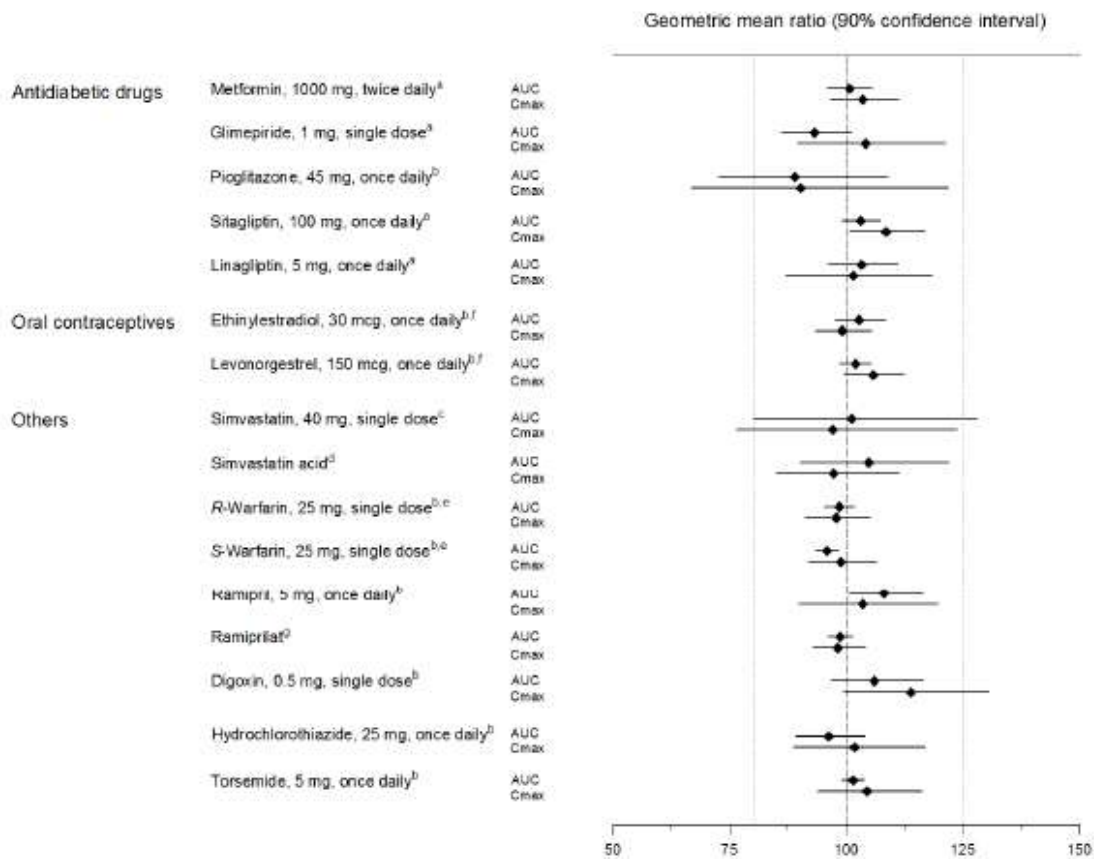 Geometric mean ratio (90% confidence interval)
Antidiabetic drugs
Metformin, 1000 mg, twice daily^a AUC
Cmax
Glimepiride, 1 mg, single dose^a AUC
Cmax
Pioglitazone, 45 mg, once daily^b AUC
Cmax
Sitagliptin, 100 mg, once daily AUC
Cmax
Linagliptin, 5 mg, once daily^a AUC
Cmax
Oral contraceptives
Ethinylestradiol, 30 mcg, once daily^b,f AUC
Cmax
Levonorgestrel, 150 mcg, once daily^b,f AUC
Cmax
Others
Simvastatin, 40 mg, single dose^c AUC
Cmax
Simvastatin acid^d AUC
Cmax
R-Warfarin, 25 mg, single dose^b,e AUC
Cmax
S-Warfarin, 25 mg, single dose^b,e AUC
Cmax
Ramipril, 5 mg, once daily^b AUC
Cmax
Ramiprilat^g AUC
Cmax
Digoxin, 0.5 mg, single dose^b AUC
Cmax
Hydrochlorothiazide, 25 mg, once daily^b AUC
Cmax
Torsemide, 5 mg, once daily^b AUC
Cmax
50 75 100 125 150